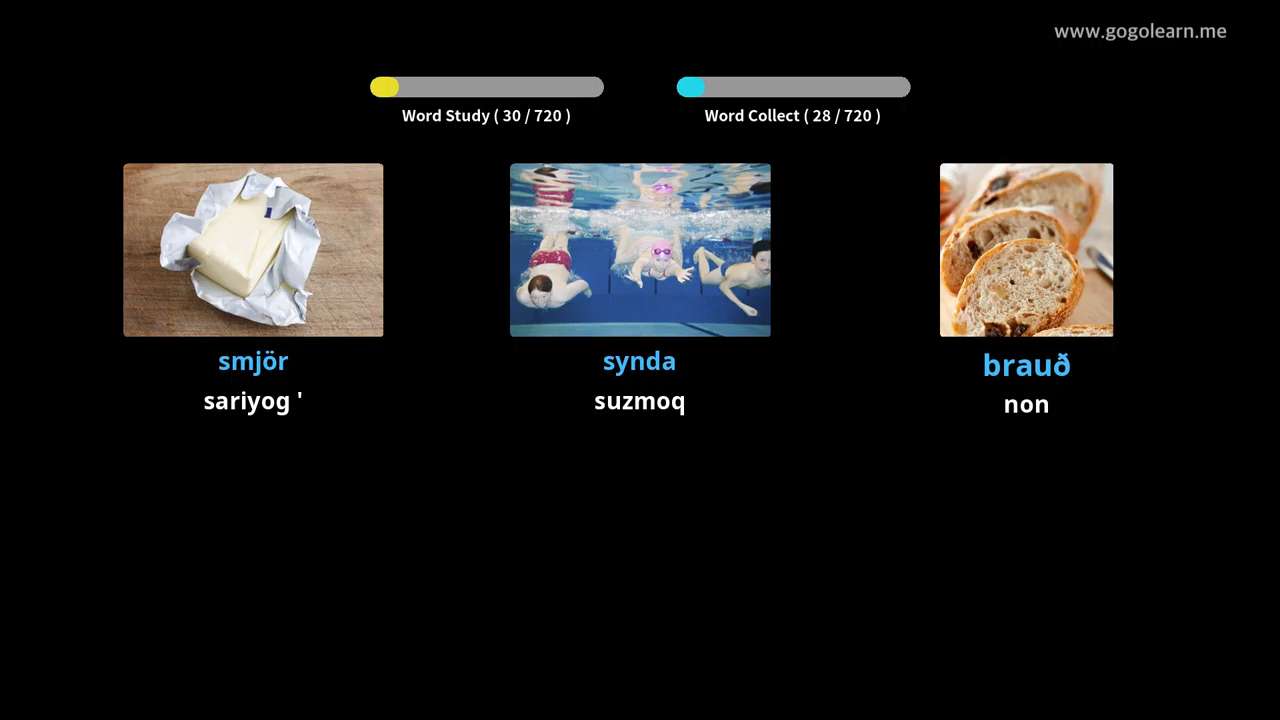 www.gogolearn.me
Word Study ( 30 / 720 )
Word Collect ( 28 / 720 )
smjör
synda
brauð
sariyog '
suzmoq
non